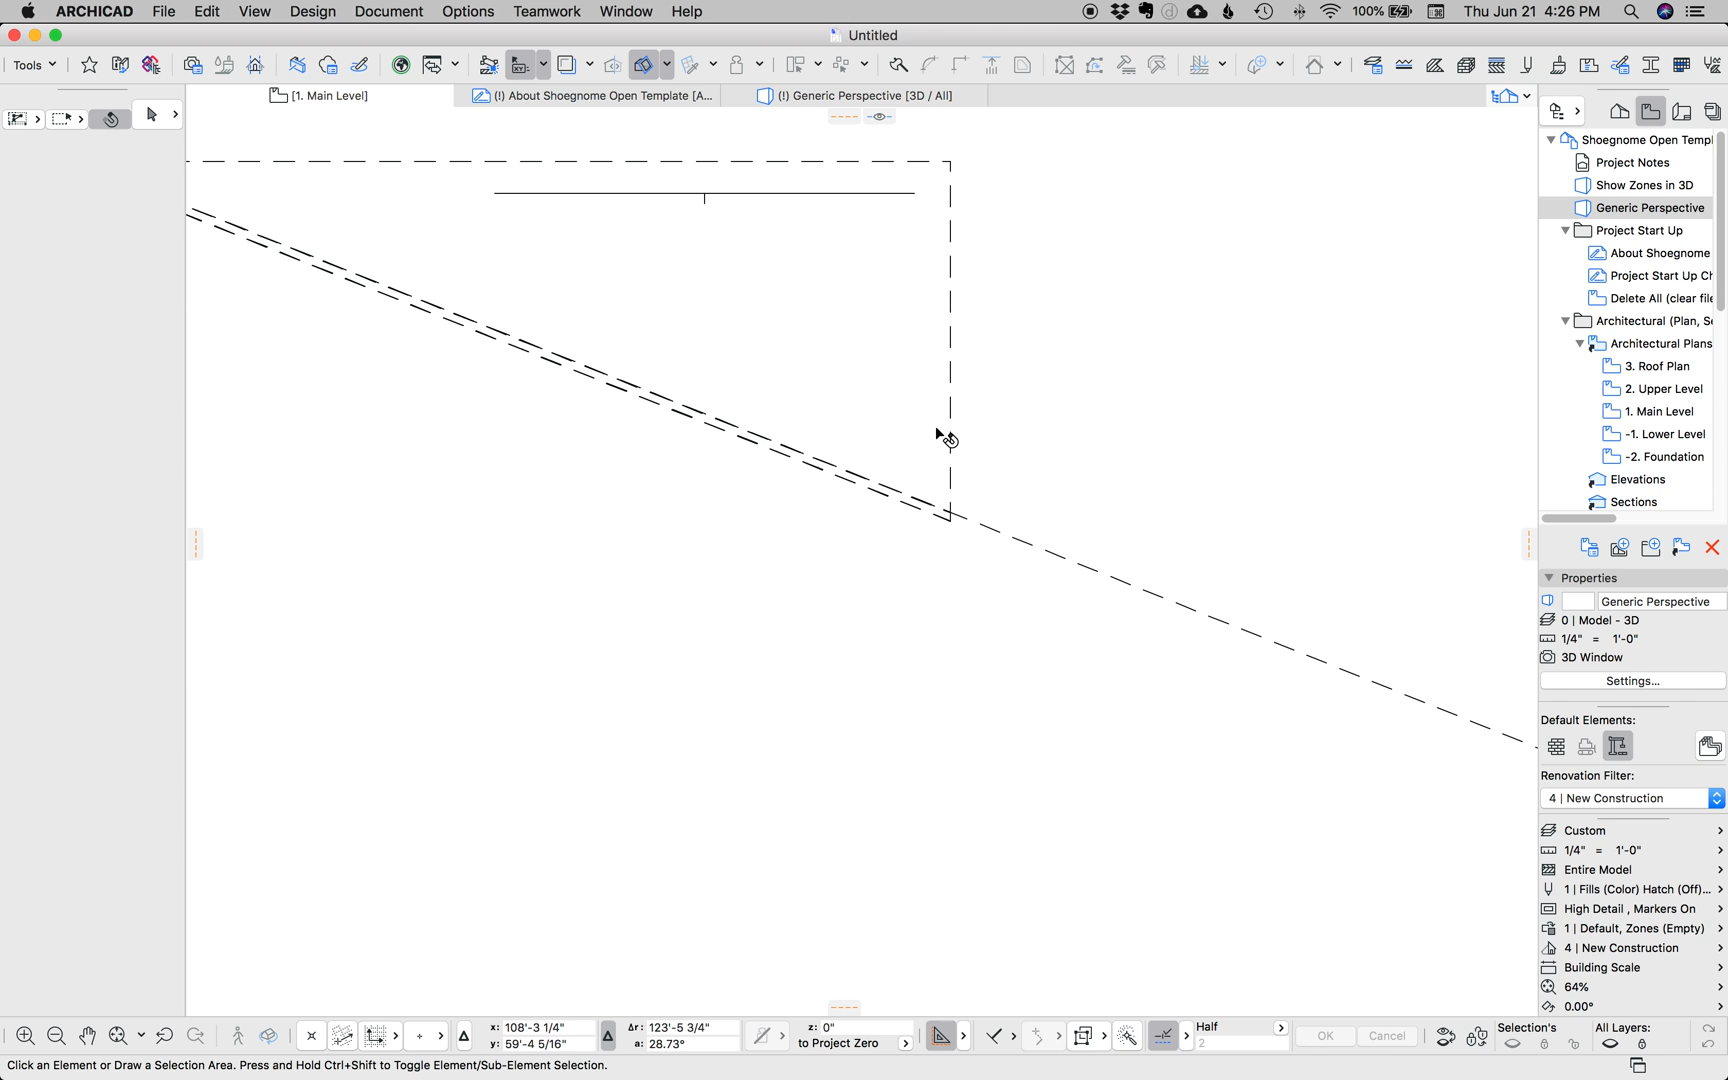 ARCHICAD File Edit View Design Document Options Teamwork Window Help 100% Thu Jun 21 4:26 PM
Untitled
Tools
[1. Main Level] (!) About Shoegnome Open Template [A... (!) Generic Perspective [3D / All]
Shoegnome Open Templ
Project Notes
Show Zones in 3D
Generic Perspective
Project Start Up
About Shoegnome
Project Start Up Ch
Delete All (clear file
Architectural (Plan, Se
Architectural Plans
3. Roof Plan
2. Upper Level
1. Main Level
-1. Lower Level
-2. Foundation
Elevations
Sections
Properties
Generic Perspective
0 | Model - 3D
1/4" = 1'-0"
3D Window
Settings...
Default Elements:
Renovation Filter:
4 | New Construction
Custom
1/4" = 1'-0"
Entire Model
1 | Fills (Color) Hatch (Off)...
High Detail , Markers On
1 | Default, Zones (Empty)
4 | New Construction
Building Scale
64%
0.00°
x: 108'-3 1/4" Δr: 123'-5 3/4" z: 0" Half Selection's All Layers:
y: 59'-4 5/16" a: 28.73° to Project Zero 2 OK Cancel
Click an Element or Draw a Selection Area. Press and Hold Ctrl+Shift to Toggle Element/Sub-Element Selection.